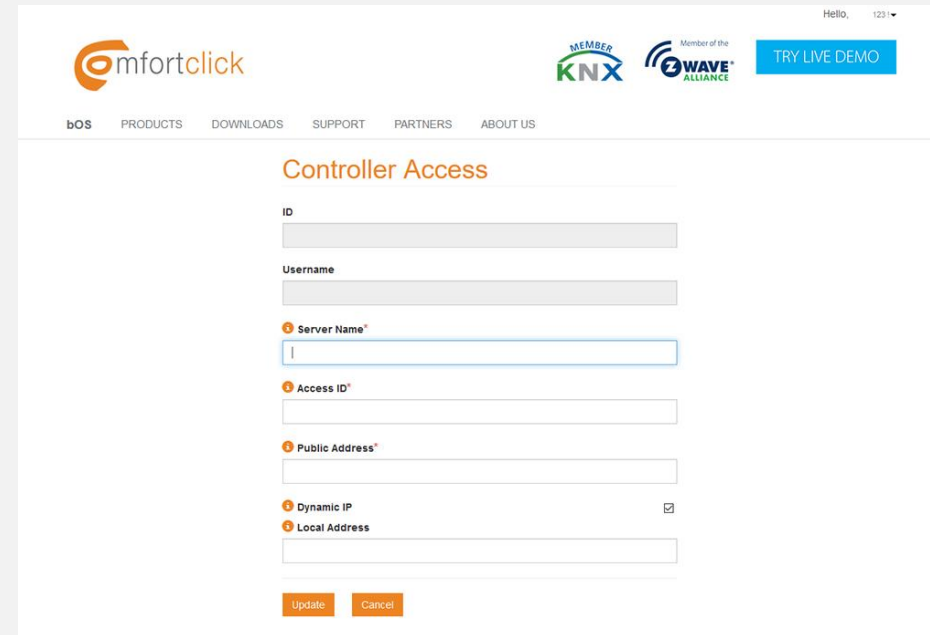 Hello, 123 !
comfortclick
MEMBER
KNX
Member of the
Z WAVE
ALLIANCE
TRY LIVE DEMO
bOS PRODUCTS DOWNLOADS SUPPORT PARTNERS ABOUT US
Controller Access
ID
Username
Server Name*
Access ID*
Public Address*
Dynamic IP
Local Address
Update Cancel